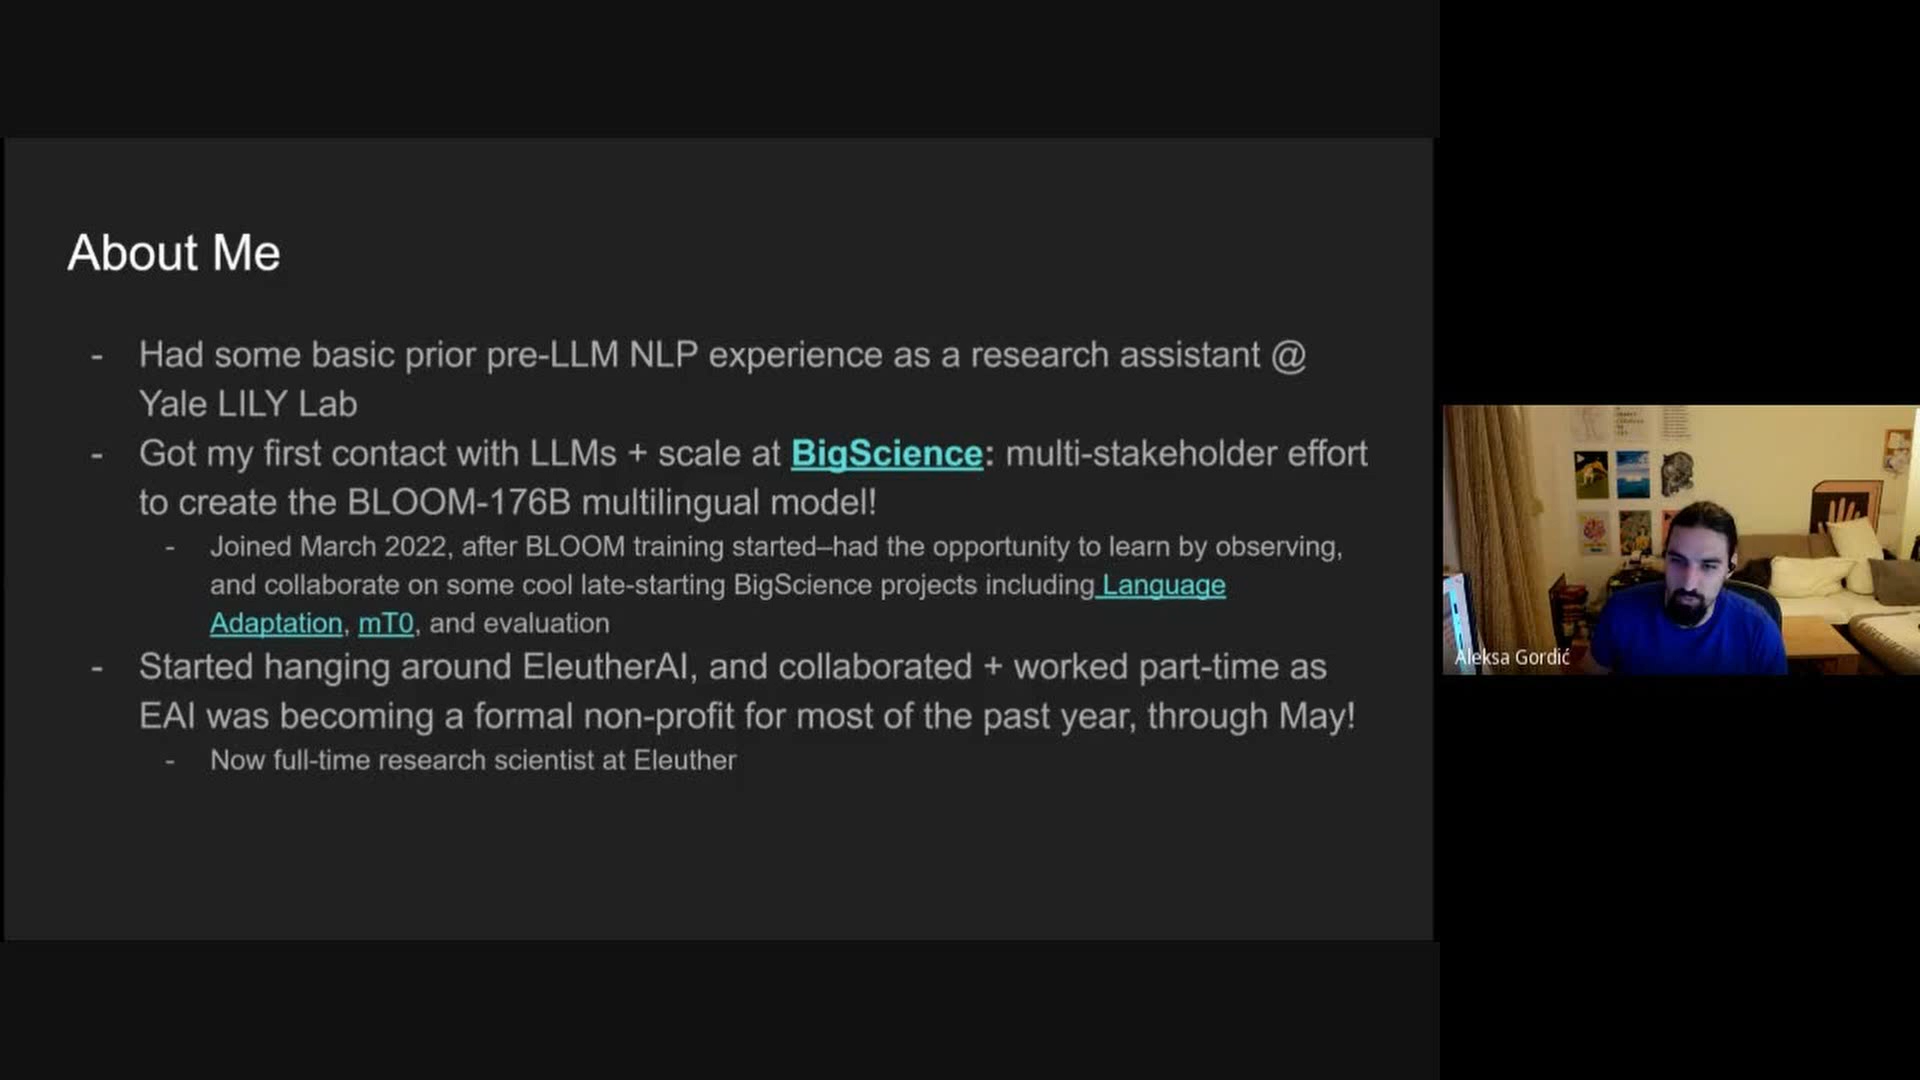 About Me
- Had some basic prior pre-LLM NLP experience as a research assistant @
Yale LILY Lab
- Got my first contact with LLMs + scale at BigScience: multi-stakeholder effort
to create the BLOOM-176B multilingual model!
- Joined March 2022, after BLOOM training started–had the opportunity to learn by observing,
and collaborate on some cool late-starting BigScience projects including Language
Adaptation, mT0, and evaluation
- Started hanging around EleutherAI, and collaborated + worked part-time as
EAI was becoming a formal non-profit for most of the past year, through May!
- Now full-time research scientist at Eleuther
Aleksa Gordić